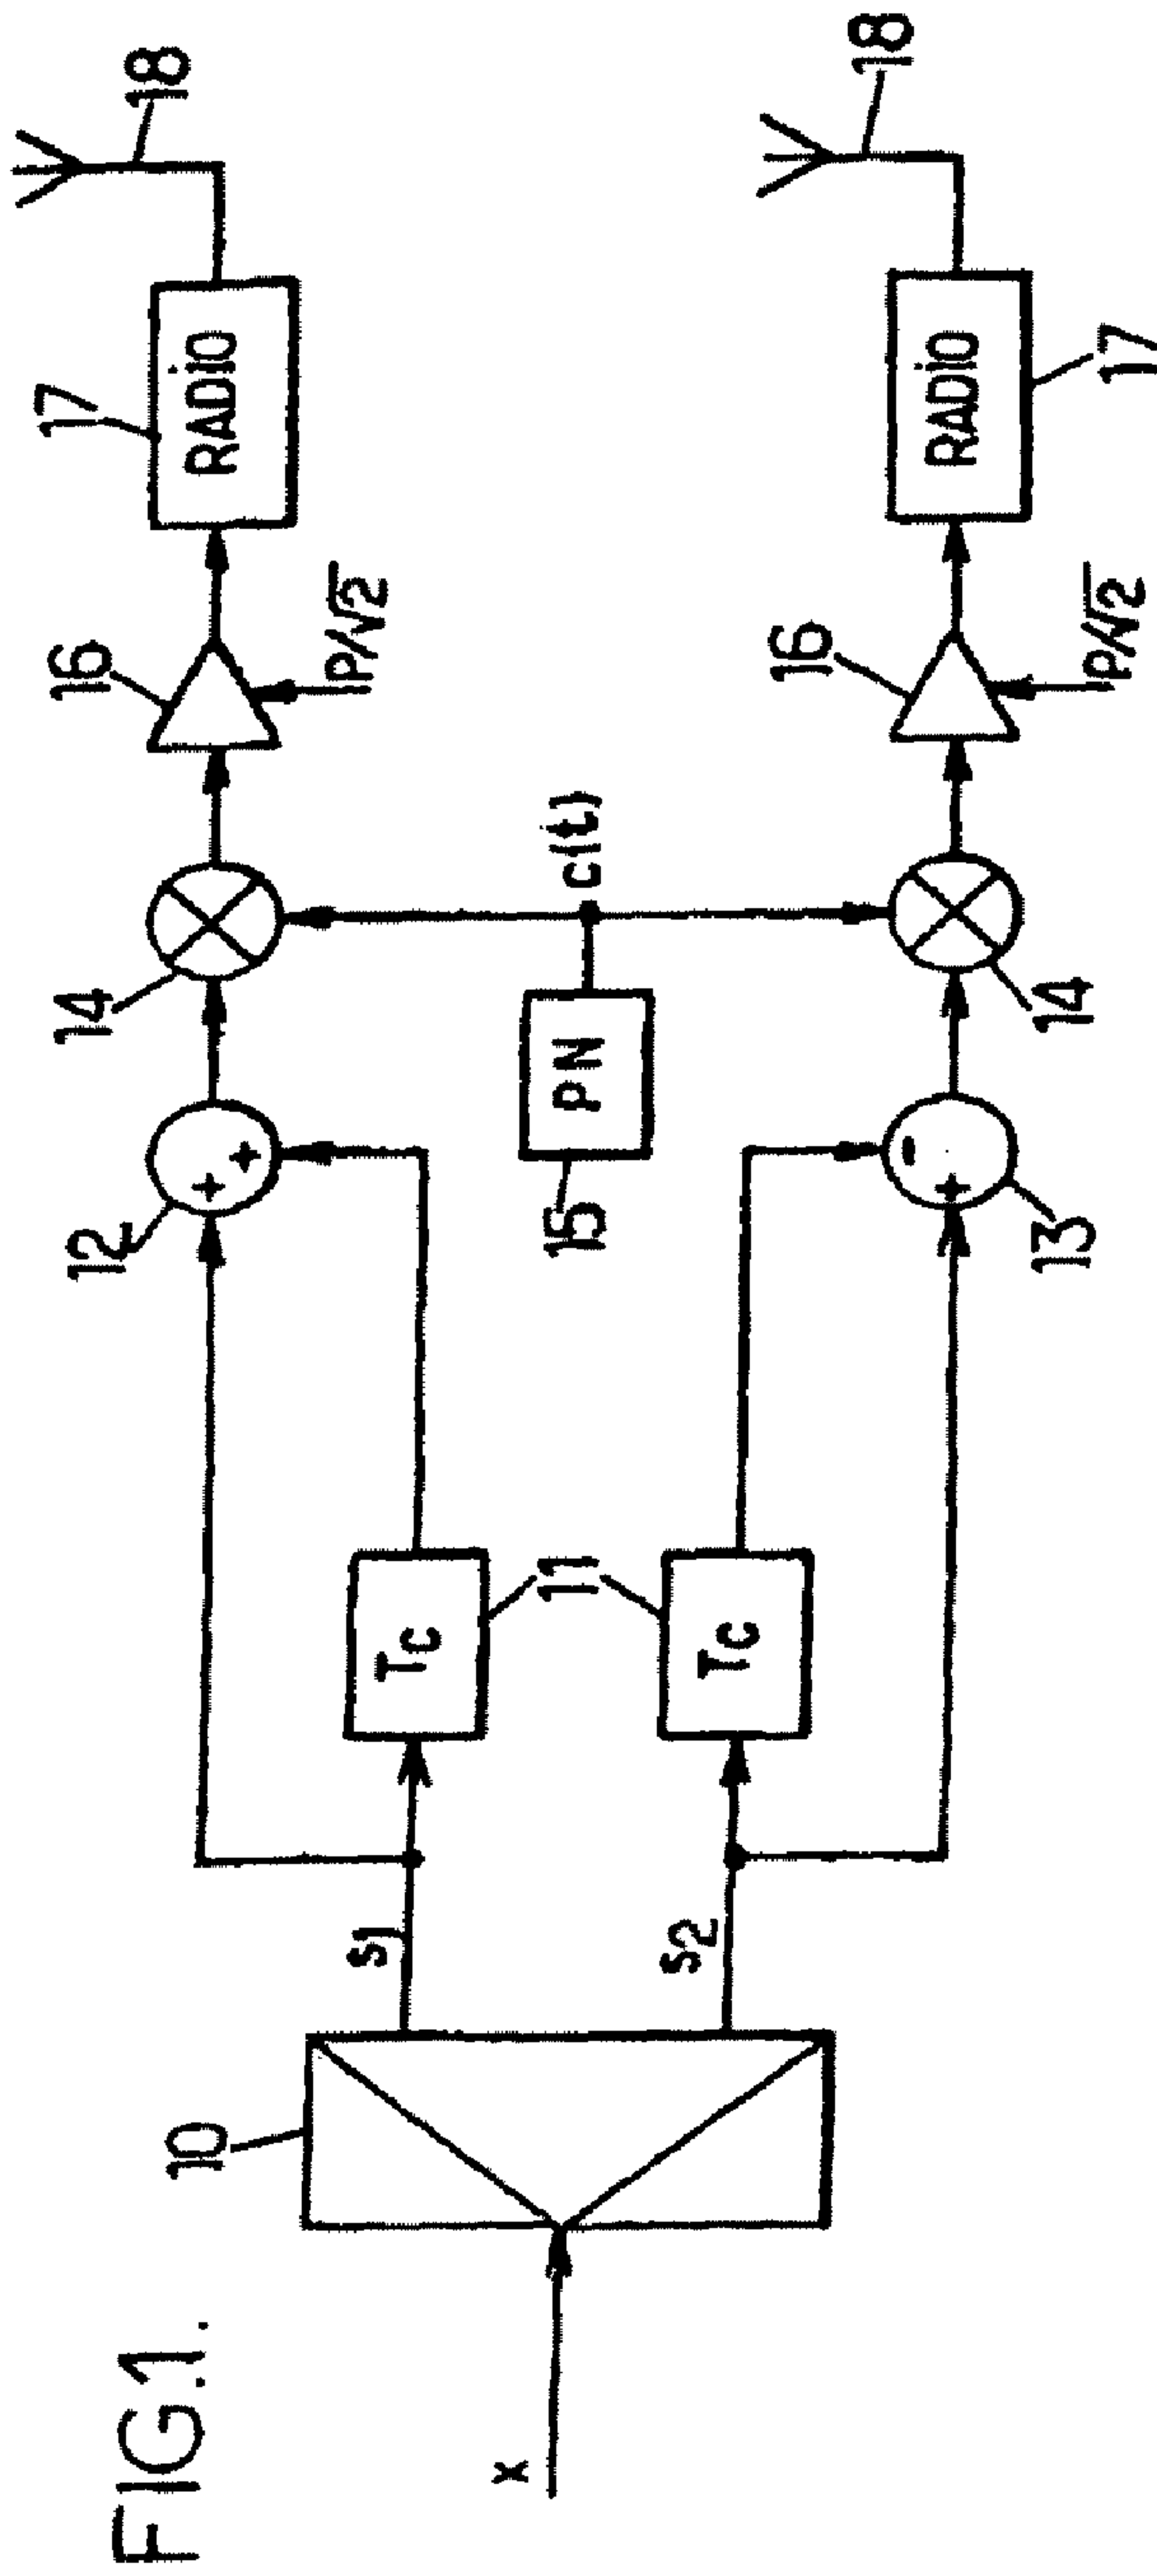 FIG.1.
x
10
s1
s2
Tc
Tc
11
12
+
+
-
+
13
PN
15
c(t)
14
14
16
P/√2
16
P/√2
17
RADiO
RADiO
17
18
18